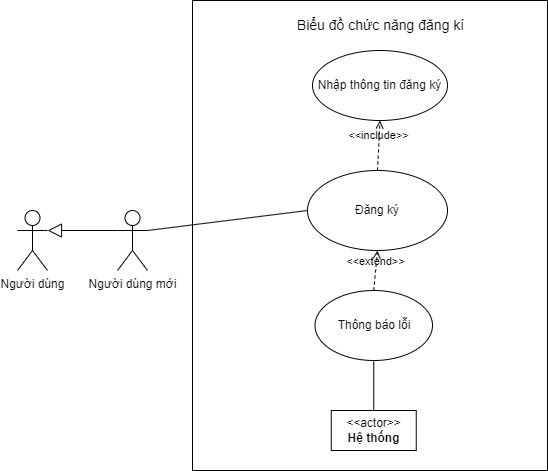 Biểu đồ chức năng đăng kí
Nhập thông tin đăng ký
<<include>>
Đăng ký
<<extend>>
Người dùng
Người dùng mới
Thông báo lỗi
<<actor>>
Hệ thống